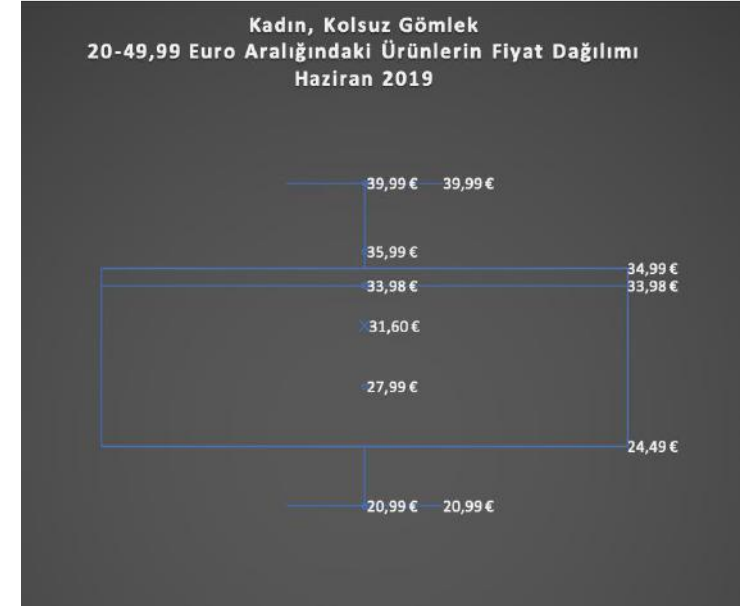 Kadın, Kolsuz Gömlek
20-49,99 Euro Aralığındaki Ürünlerin Fiyat Dağılımı
Haziran 2019
39,99 € 39,99 €
35,99 €
34,99 €
33,98 € 33,98 €
31,60 €
27,99 €
24,49 €
20,99 € 20,99 €